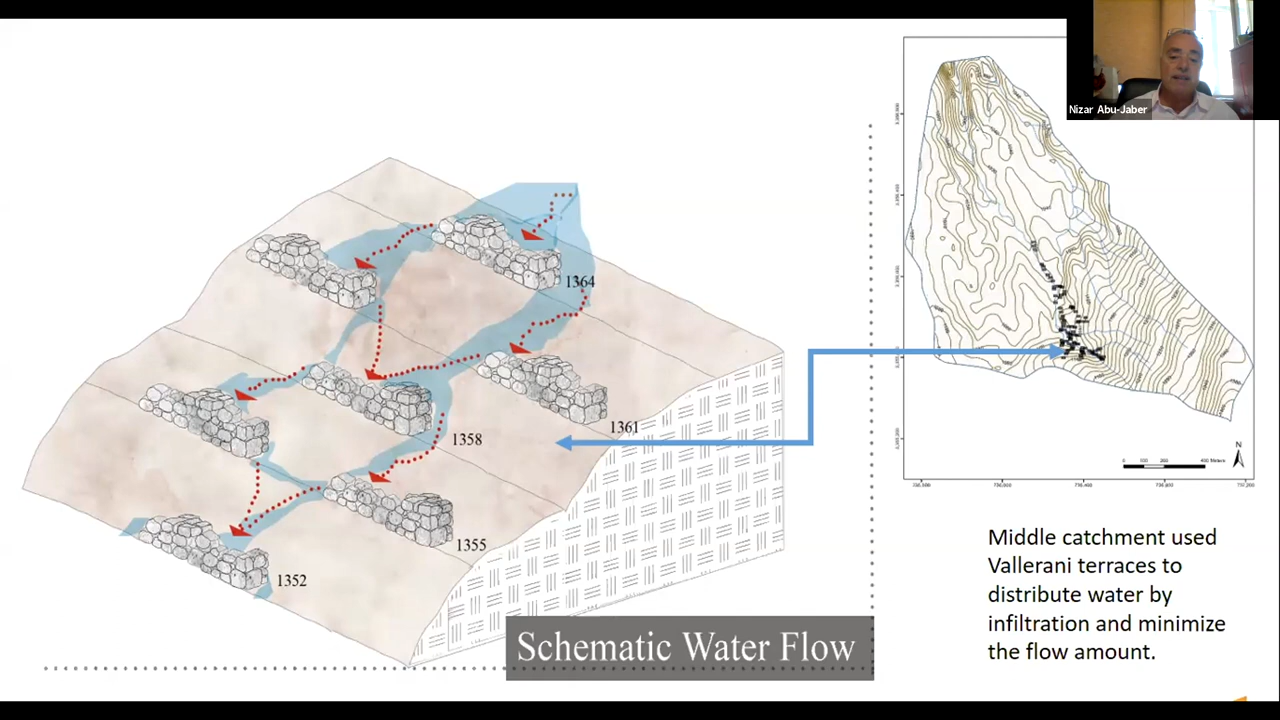 Nizar Abu-Jaber
1364
1361
1358
1355
1352
Schematic Water Flow
N
Middle catchment used
Vallerani terraces to
distribute water by
infiltration and minimize
the flow amount.